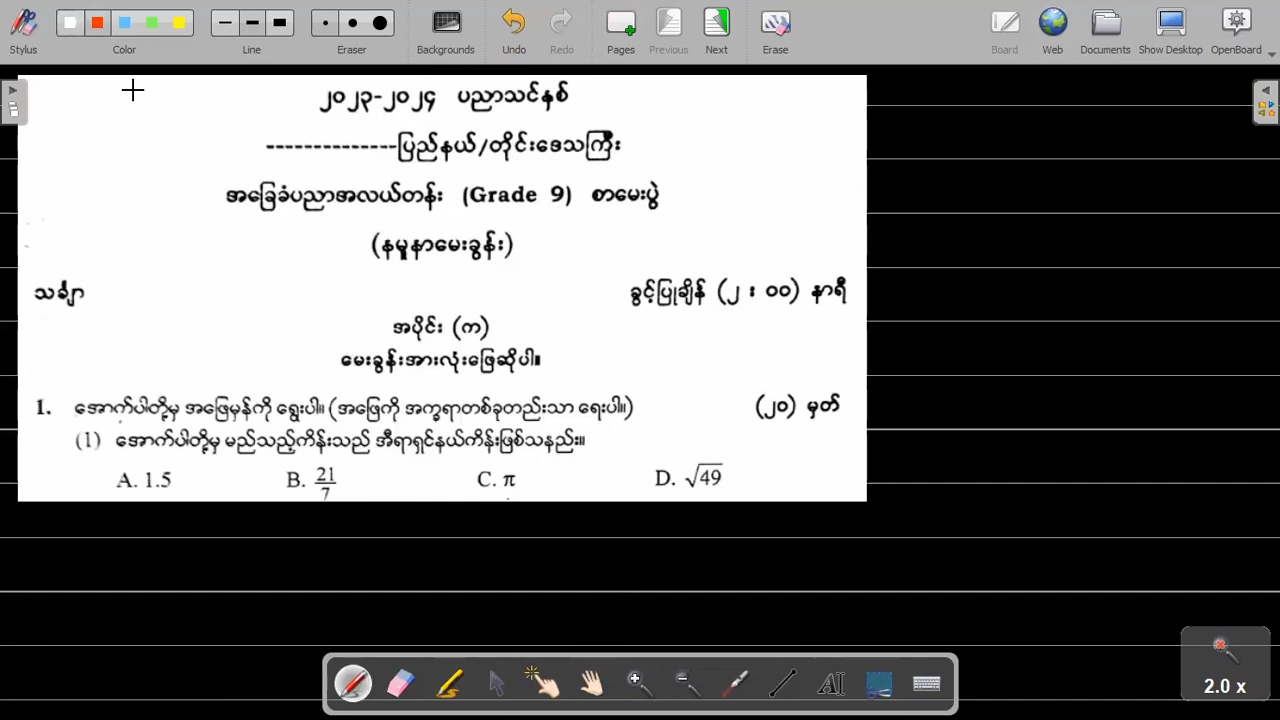 Stylus Color Line Eraser Backgrounds Undo Redo Pages Previous Next Erase Board Web Documents Show Desktop OpenBoard
၂၀၂၃-၂၀၂၄ ပညာသင်နှစ်
--------------ပြည်နယ်/တိုင်းဒေသကြီး
အခြေခံပညာအလယ်တန်း (Grade 9) စာမေးပွဲ
(နမူနာမေးခွန်း)
သင်္ချာ ခွင့်ပြုချိန် (၂ : ၀၀) နာရီ
အပိုင်း (က)
မေးခွန်းအားလုံးဖြေဆိုပါ။
1. အောက်ပါတို့မှ အဖြေမှန်ကို ရွေးပါ။ (အဖြေကို အက္ခရာတစ်ခုတည်းသာ ရေးပါ။) (၂၀) မှတ်
(1) အောက်ပါတို့မှ မည်သည့်ကိန်းသည် အီရာရှင်နယ်ကိန်းဖြစ်သနည်း။
A. 1.5 B. 21/7 C. π D. √49
2.0 x